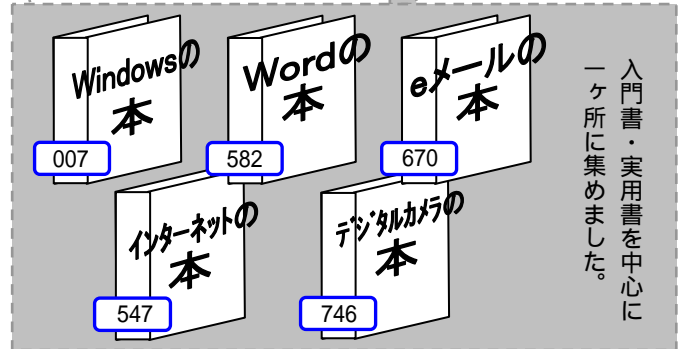 Windowsの
本
007
Wordの
本
582
eメールの
本
670
インターネットの
本
547
デジタルカメラの
本
746
入門書・実用書を中心に
一ヶ所に集めました。